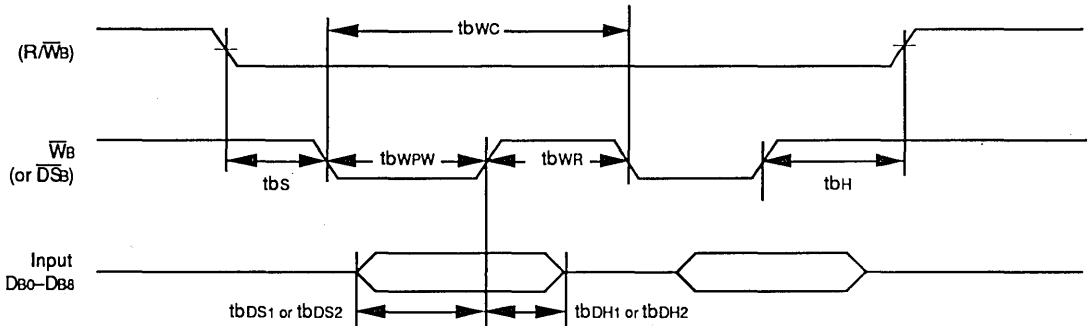 tbWC
(R/W̅B)
W̅B
(or D̅S̅B)
tbS
tbWPW
tbWR
tbH
Input
DB0–DB8
tbDS1 or tbDS2
tbDH1 or tbDH2